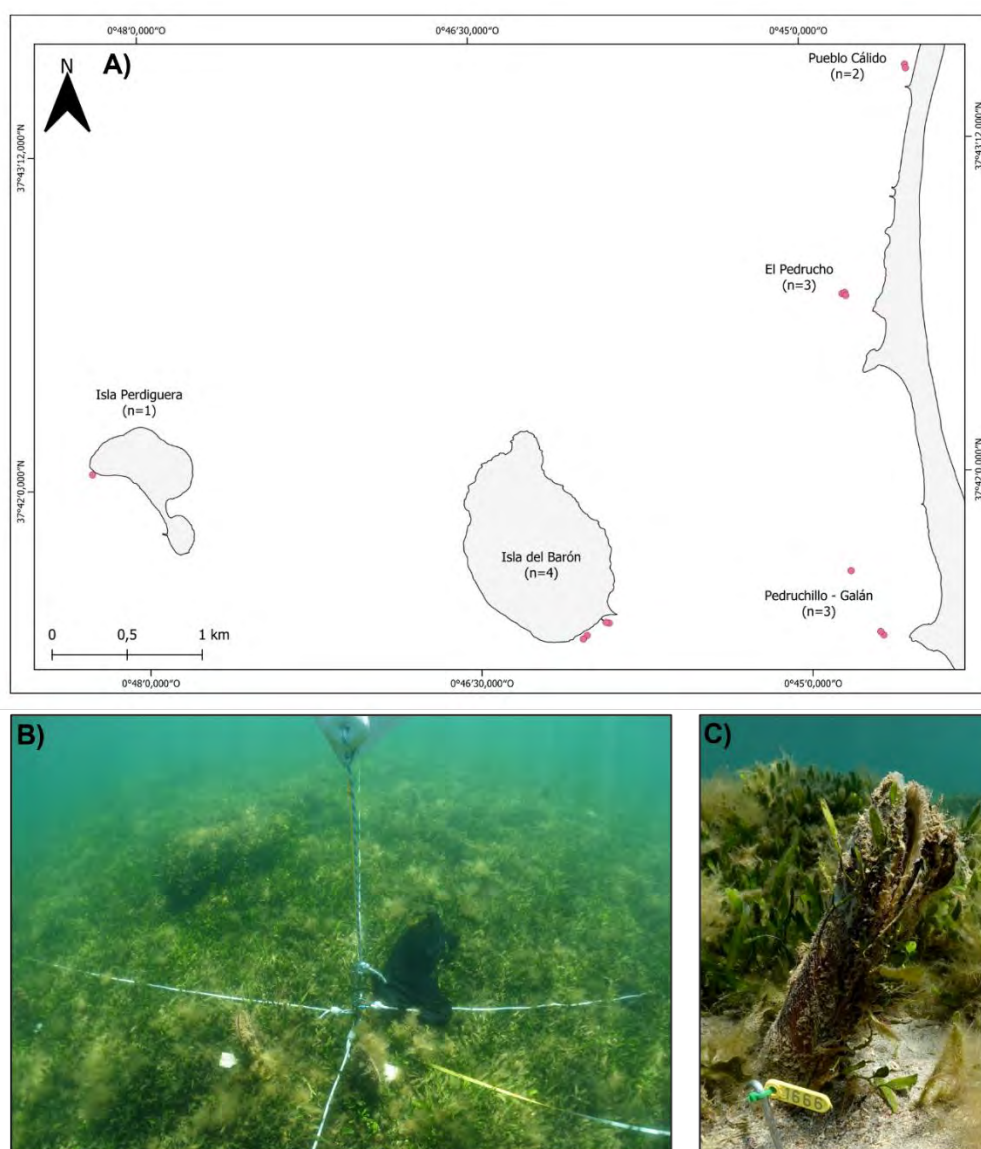 0°48'0,000"O
0°46'30,000"O
0°45'0,000"O
N
A)
Pueblo Cálido
(n=2)
37°43'12,000"N
37°43'12,000"N
El Pedrucho
(n=3)
Isla Perdiguera
(n=1)
37°42'0,000"N
37°42'0,000"N
Isla del Barón
(n=4)
Pedruchillo - Galán
(n=3)
0
0,5
1 km
0°48'0,000"O
0°46'30,000"O
0°45'0,000"O
B)
C)
1666